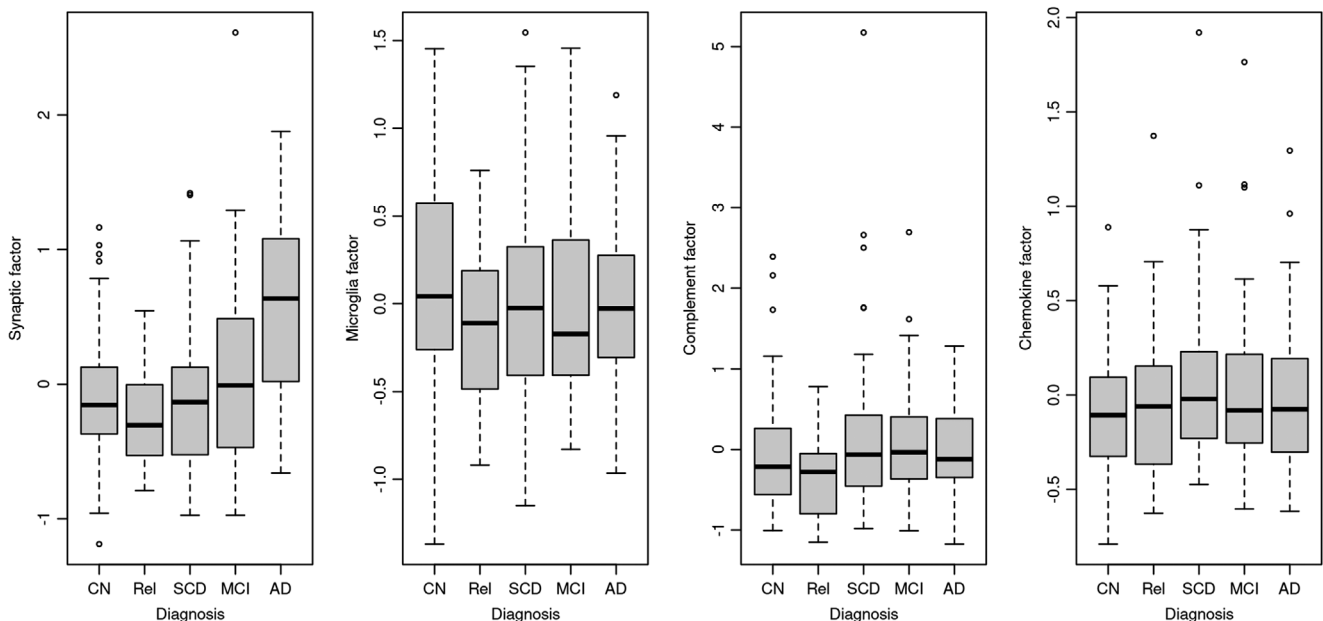 Synaptic factor
2
1
0
-1
CN Rel SCD MCI AD
Diagnosis
Microglia factor
1.5
1.0
0.5
0.0
-0.5
-1.0
CN Rel SCD MCI AD
Diagnosis
Complement factor
5
4
3
2
1
0
-1
CN Rel SCD MCI AD
Diagnosis
Chemokine factor
2.0
1.5
1.0
0.5
0.0
-0.5
CN Rel SCD MCI AD
Diagnosis